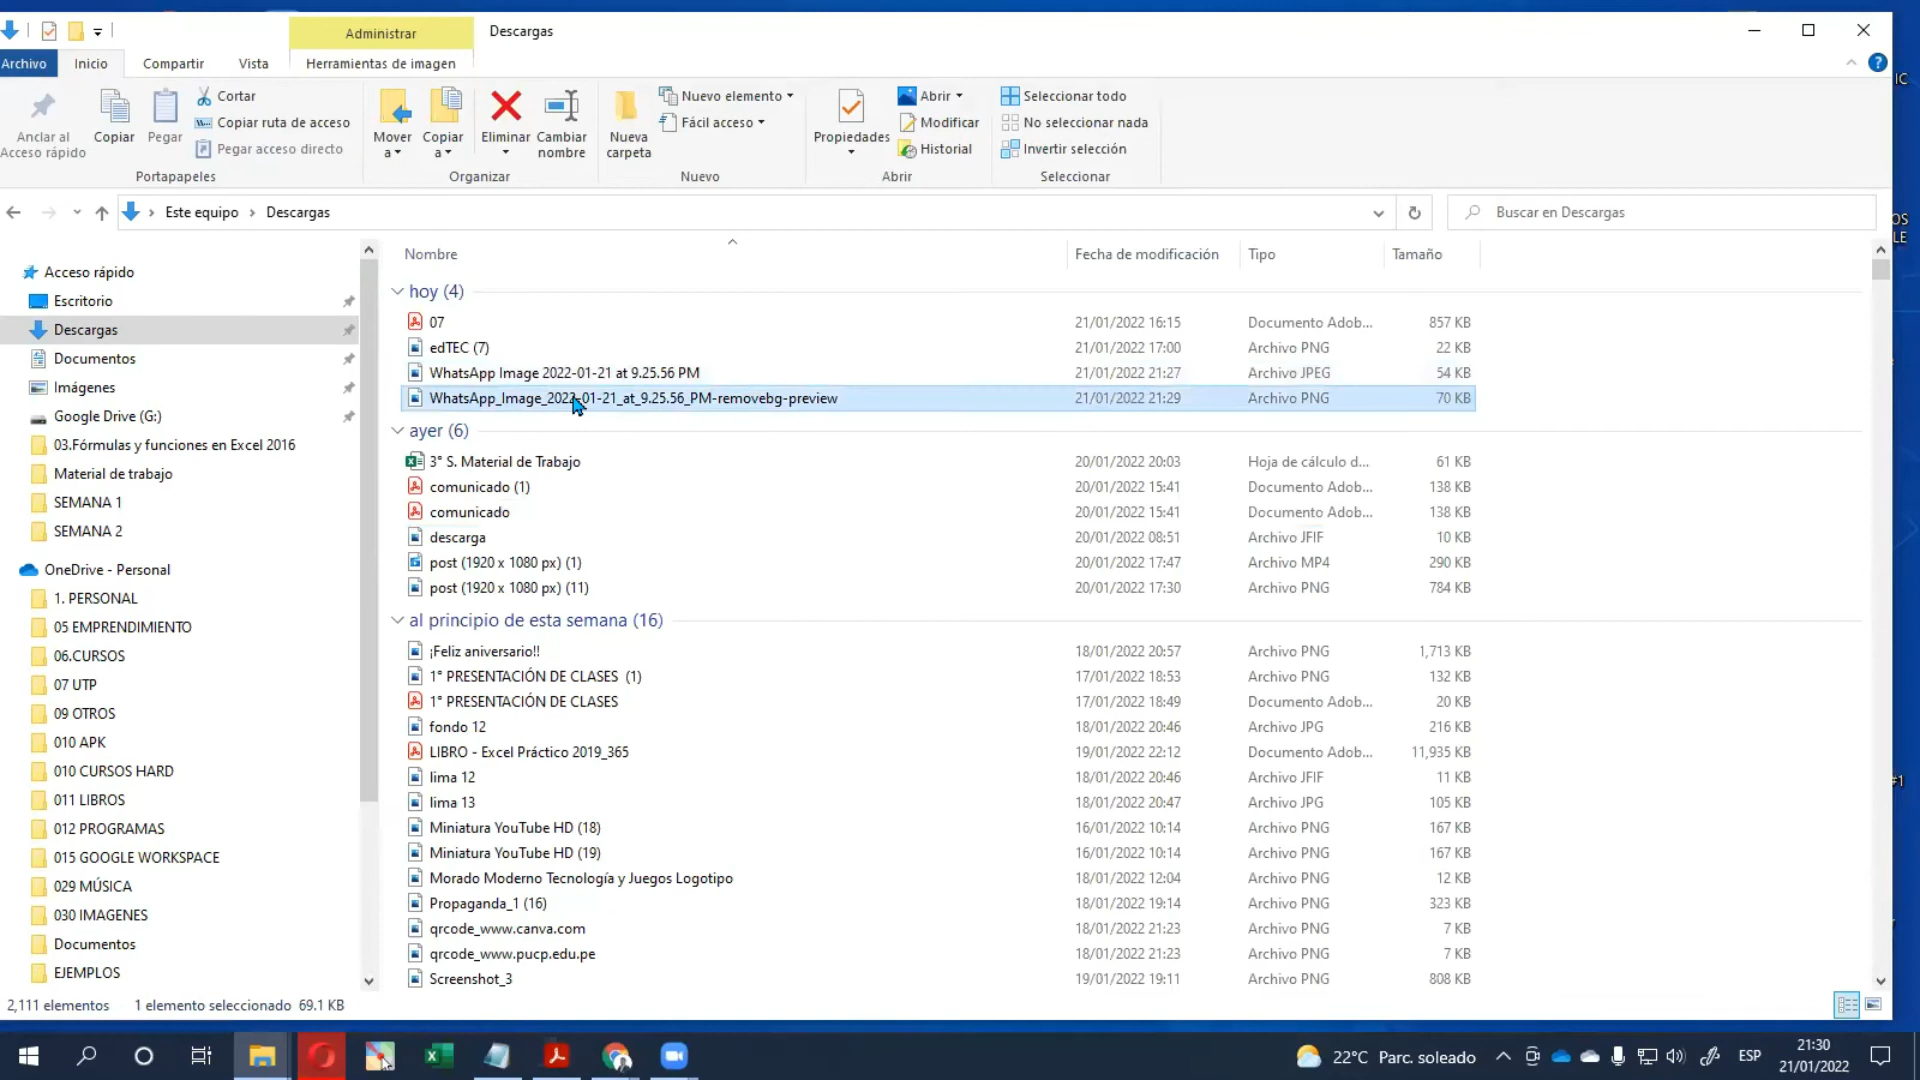 Administrar
Descargas
Archivo
Inicio
Compartir
Vista
Herramientas de imagen
Anclar al
Acceso rápido
Copiar
Pegar
Cortar
Copiar ruta de acceso
Pegar acceso directo
Portapapeles
Mover
a
Copiar
a
Eliminar
Cambiar
nombre
Organizar
Nueva
carpeta
Nuevo elemento
Fácil acceso
Nuevo
Propiedades
Abrir
Modificar
Historial
Abrir
Seleccionar todo
No seleccionar nada
Invertir selección
Seleccionar
Este equipo > Descargas
Buscar en Descargas
Acceso rápido
Escritorio
Descargas
Documentos
Imágenes
Google Drive (G:)
03.Fórmulas y funciones en Excel 2016
Material de trabajo
SEMANA 1
SEMANA 2
OneDrive - Personal
1. PERSONAL
05 EMPRENDIMIENTO
06.CURSOS
07 UTP
09 OTROS
010 APK
010 CURSOS HARD
011 LIBROS
012 PROGRAMAS
015 GOOGLE WORKSPACE
029 MÚSICA
030 IMAGENES
Documentos
EJEMPLOS
Nombre Fecha de modificación Tipo Tamaño
hoy (4)
07 21/01/2022 16:15 Documento Adob... 857 KB
edTEC (7) 21/01/2022 17:00 Archivo PNG 22 KB
WhatsApp Image 2022-01-21 at 9.25.56 PM 21/01/2022 21:27 Archivo JPEG 54 KB
WhatsApp_Image_2022-01-21_at_9.25.56_PM-removebg-preview 21/01/2022 21:29 Archivo PNG 70 KB
ayer (6)
3° S. Material de Trabajo 20/01/2022 20:03 Hoja de cálculo d... 61 KB
comunicado (1) 20/01/2022 15:41 Documento Adob... 138 KB
comunicado 20/01/2022 15:41 Documento Adob... 138 KB
descarga 20/01/2022 08:51 Archivo JFIF 10 KB
post (1920 x 1080 px) (1) 20/01/2022 17:47 Archivo MP4 290 KB
post (1920 x 1080 px) (11) 20/01/2022 17:30 Archivo PNG 784 KB
al principio de esta semana (16)
¡Feliz aniversario!! 18/01/2022 20:57 Archivo PNG 1,713 KB
1° PRESENTACIÓN DE CLASES (1) 17/01/2022 18:53 Archivo PNG 132 KB
1° PRESENTACIÓN DE CLASES 17/01/2022 18:49 Documento Adob... 20 KB
fondo 12 18/01/2022 20:46 Archivo JPG 216 KB
LIBRO - Excel Práctico 2019_365 19/01/2022 22:12 Documento Adob... 11,935 KB
lima 12 18/01/2022 20:46 Archivo JFIF 11 KB
lima 13 18/01/2022 20:47 Archivo JPG 105 KB
Miniatura YouTube HD (18) 16/01/2022 10:14 Archivo PNG 167 KB
Miniatura YouTube HD (19) 16/01/2022 10:14 Archivo PNG 167 KB
Morado Moderno Tecnología y Juegos Logotipo 18/01/2022 12:04 Archivo PNG 12 KB
Propaganda_1 (16) 18/01/2022 19:14 Archivo PNG 323 KB
qrcode_www.canva.com 18/01/2022 21:23 Archivo PNG 7 KB
qrcode_www.pucp.edu.pe 18/01/2022 21:23 Archivo PNG 7 KB
Screenshot_3 19/01/2022 19:11 Archivo PNG 808 KB
2,111 elementos 1 elemento seleccionado 69.1 KB
IC
OS
LE
#1
22°C Parc. soleado
ESP
21:30
21/01/2022